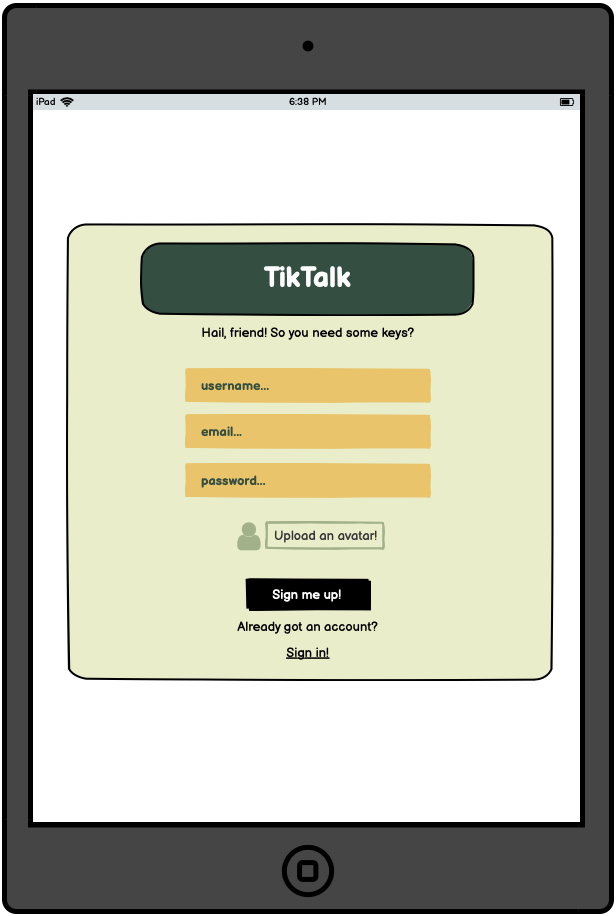 iPad
6:38 PM
TikTalk
Hail, friend! So you need some keys?
username...
email...
password...
Upload an avatar!
Sign me up!
Already got an account?
Sign in!